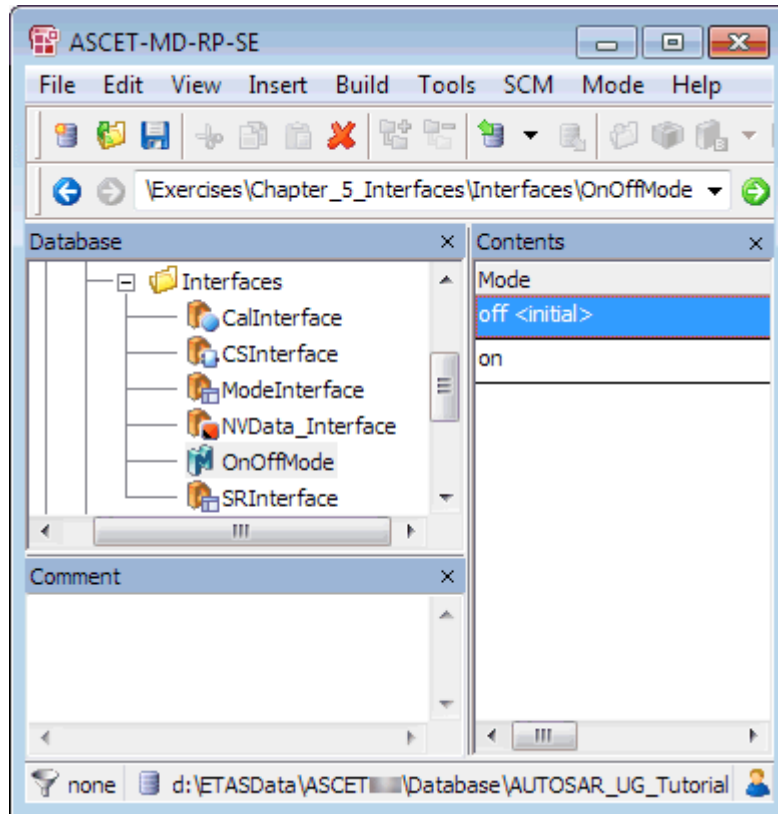 ASCET-MD-RP-SE
File Edit View Insert Build Tools SCM Mode Help
\Exercises\Chapter_5_Interfaces\Interfaces\OnOffMode
Database
Interfaces
CalInterface
CSInterface
ModeInterface
NVData_Interface
OnOffMode
SRInterface
Contents
Mode
off <initial>
on
Comment
none d:\ETASData\ASCET \Database\AUTOSAR_UG_Tutorial